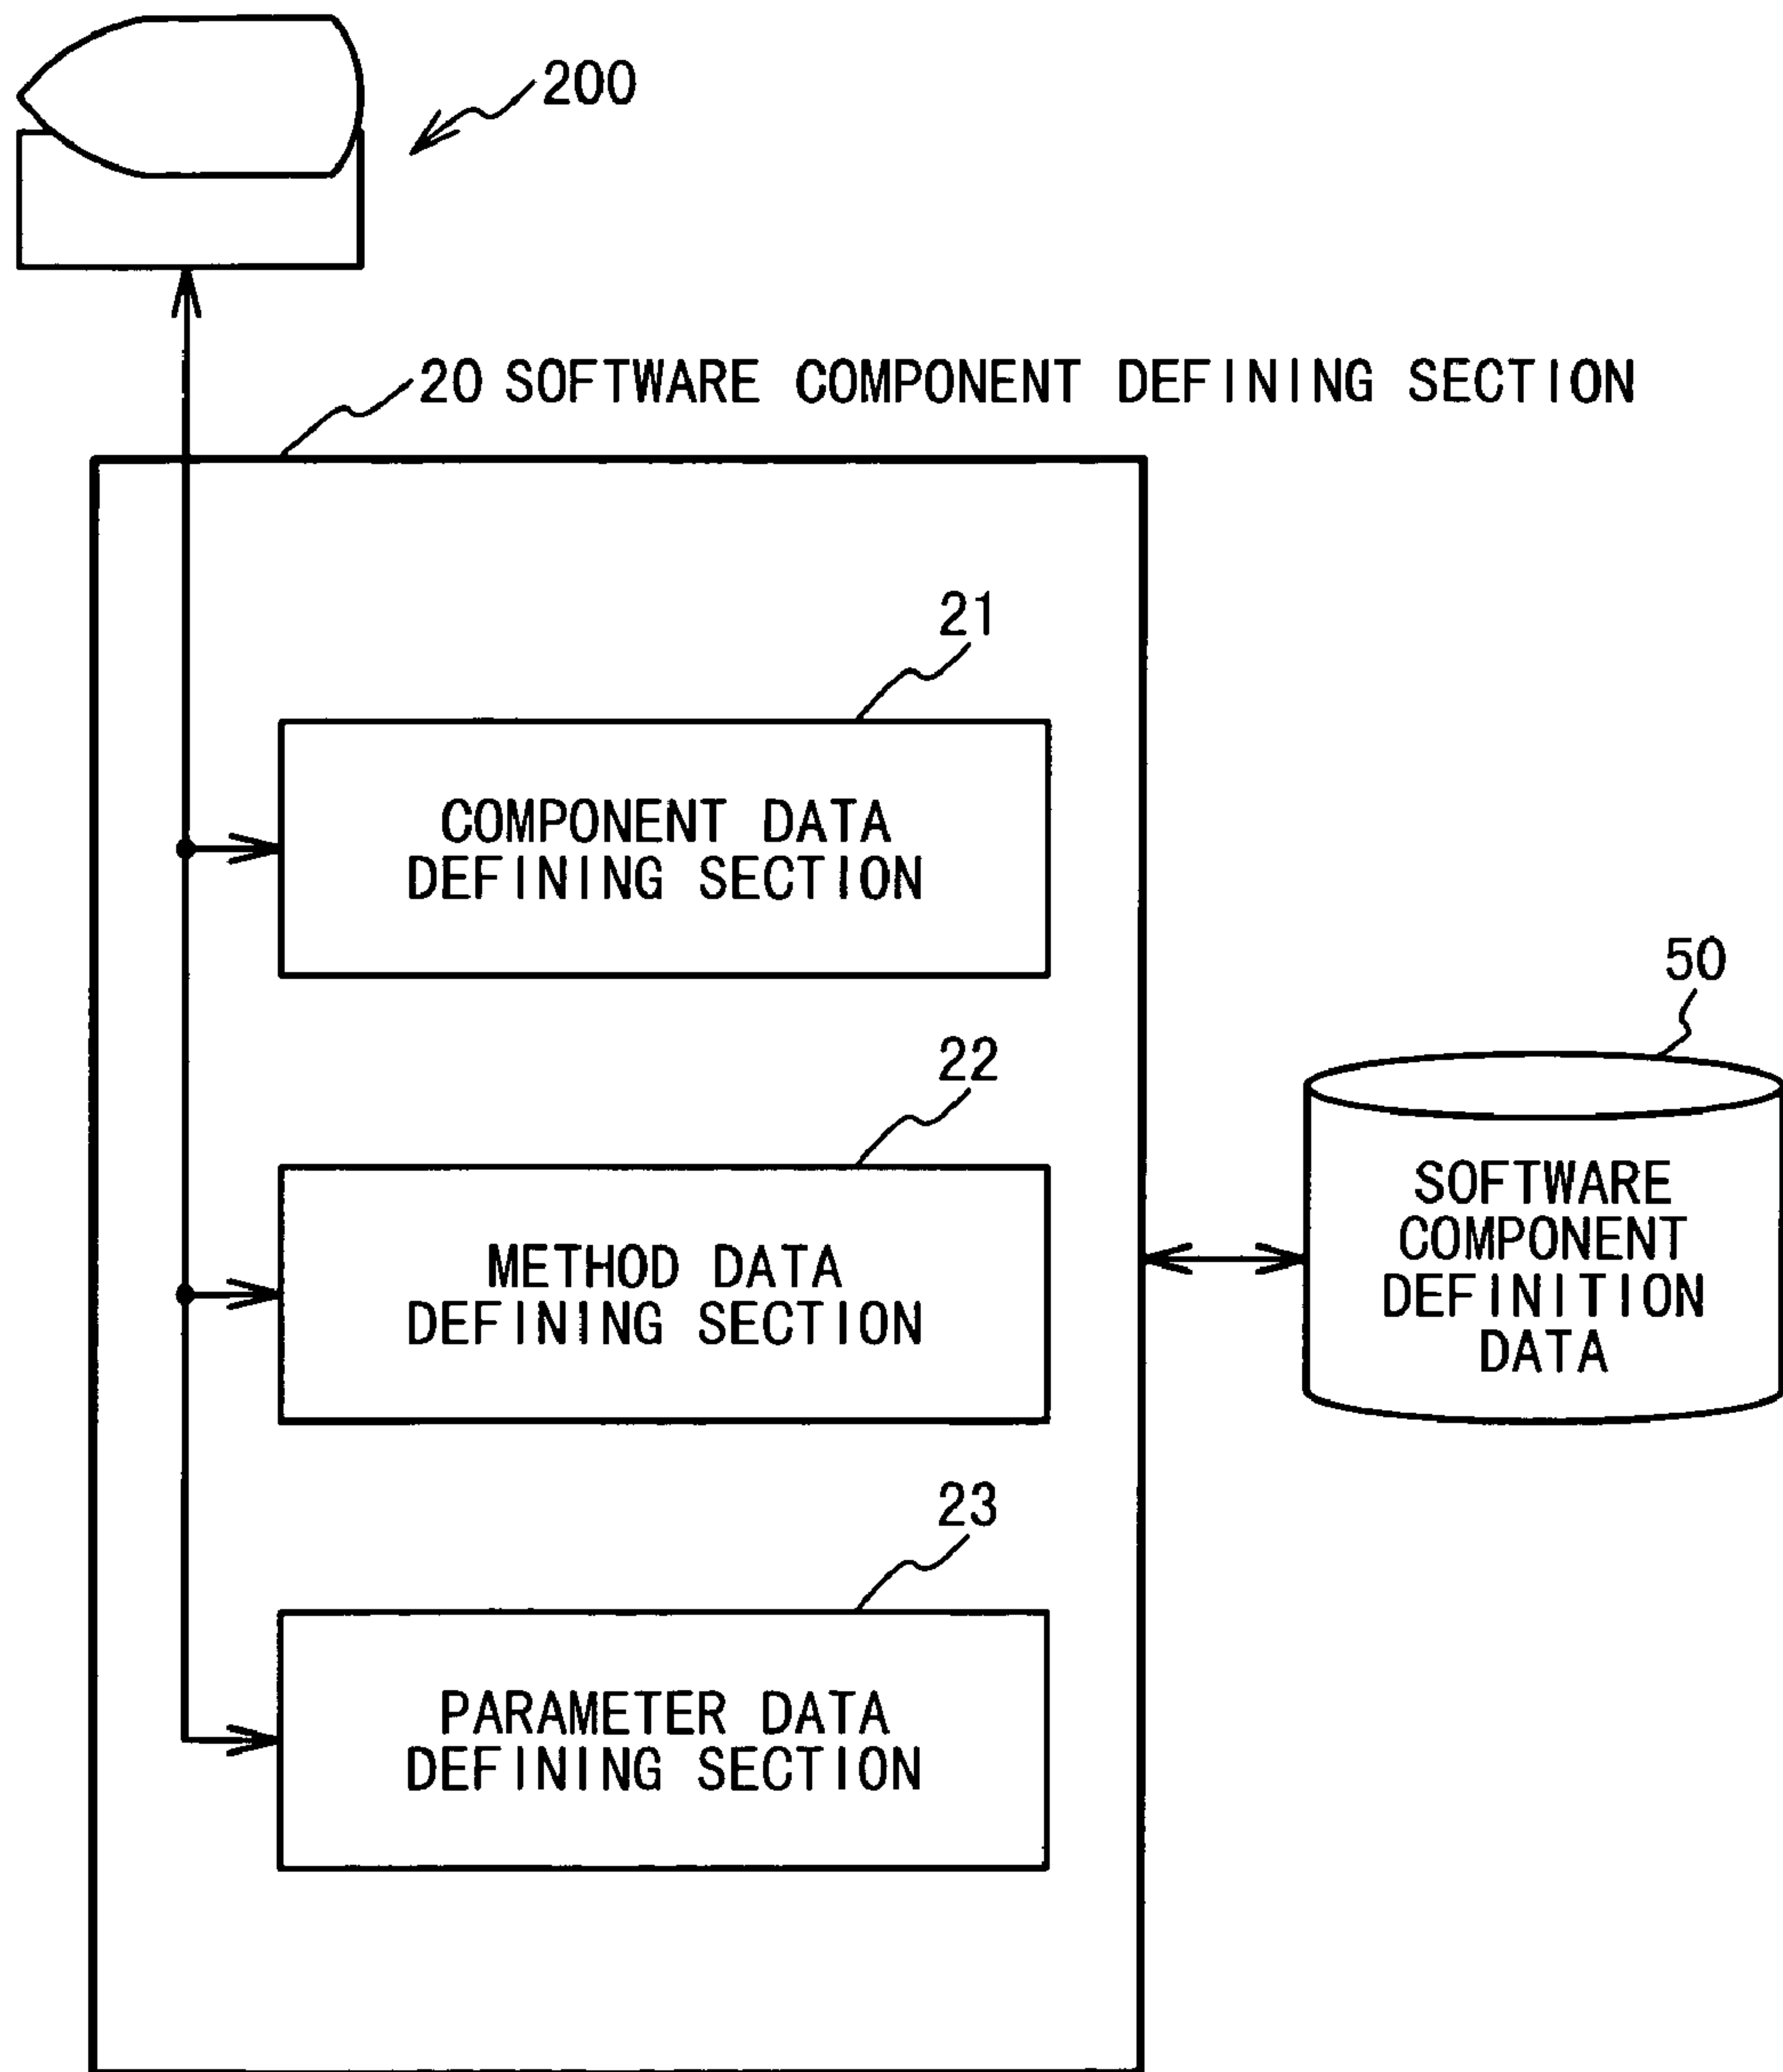 200
20 SOFTWARE COMPONENT DEFINING SECTION
21
COMPONENT DATA
DEFINING SECTION
50
22
SOFTWARE
COMPONENT
DEFINITION
DATA
METHOD DATA
DEFINING SECTION
23
PARAMETER DATA
DEFINING SECTION